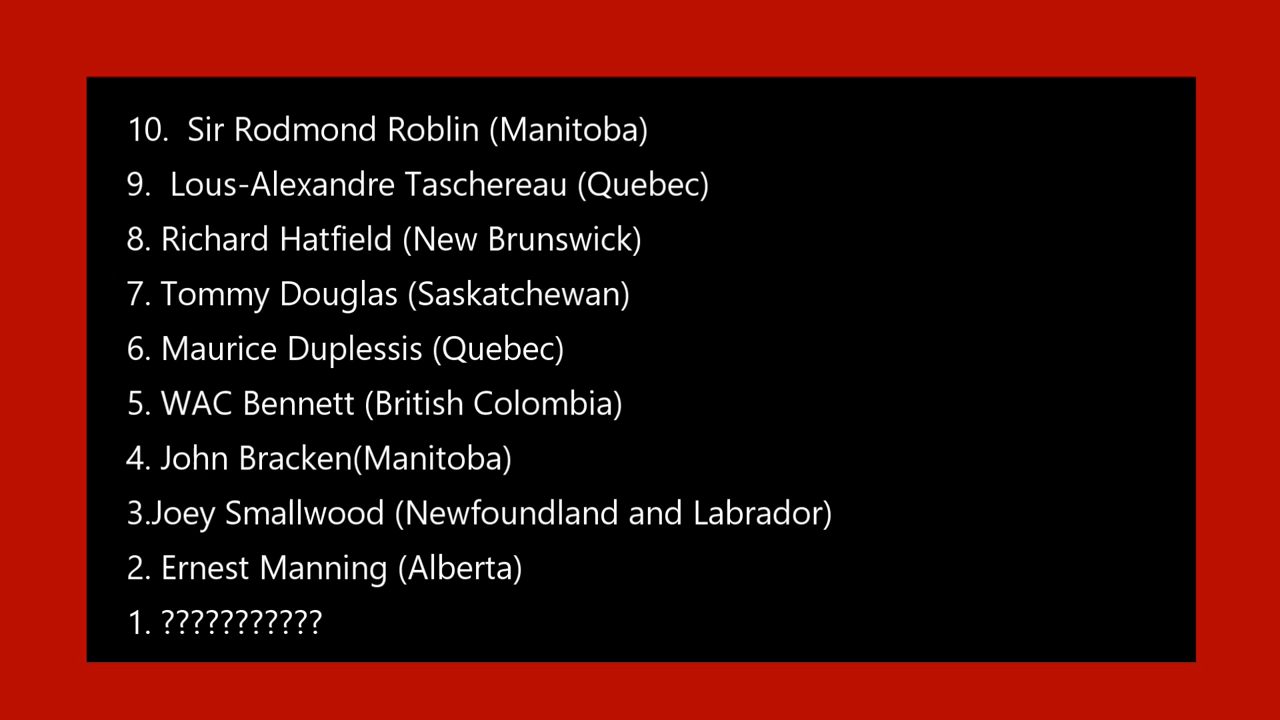 10.  Sir Rodmond Roblin (Manitoba)
9.  Lous-Alexandre Taschereau (Quebec)
8. Richard Hatfield (New Brunswick)
7. Tommy Douglas (Saskatchewan)
6. Maurice Duplessis (Quebec)
5. WAC Bennett (British Colombia)
4. John Bracken(Manitoba)
3.Joey Smallwood (Newfoundland and Labrador)
2. Ernest Manning (Alberta)
1. ???????????